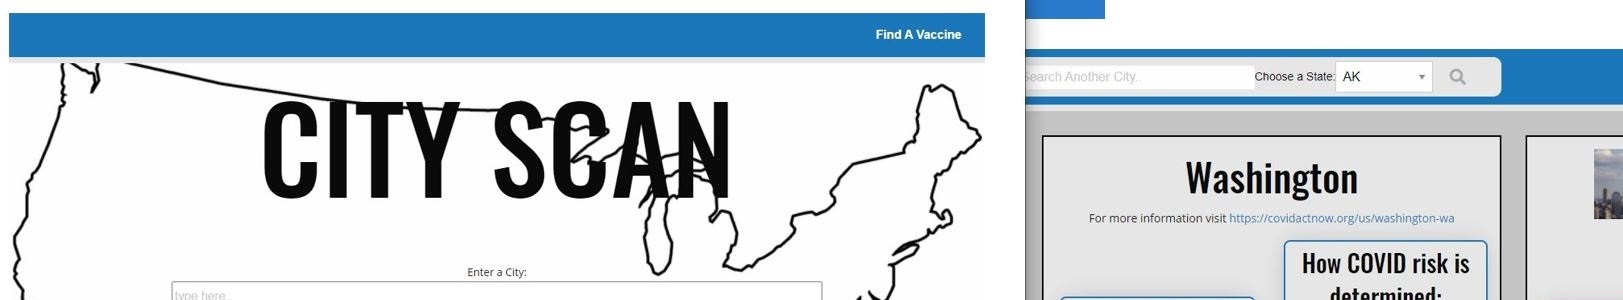 Find A Vaccine
CITY SCAN
Enter a City:
type here..
Search Another City..
Choose a State:
AK
Washington
For more information visit https://covidactnow.org/us/washington-wa
How COVID risk is
determined: